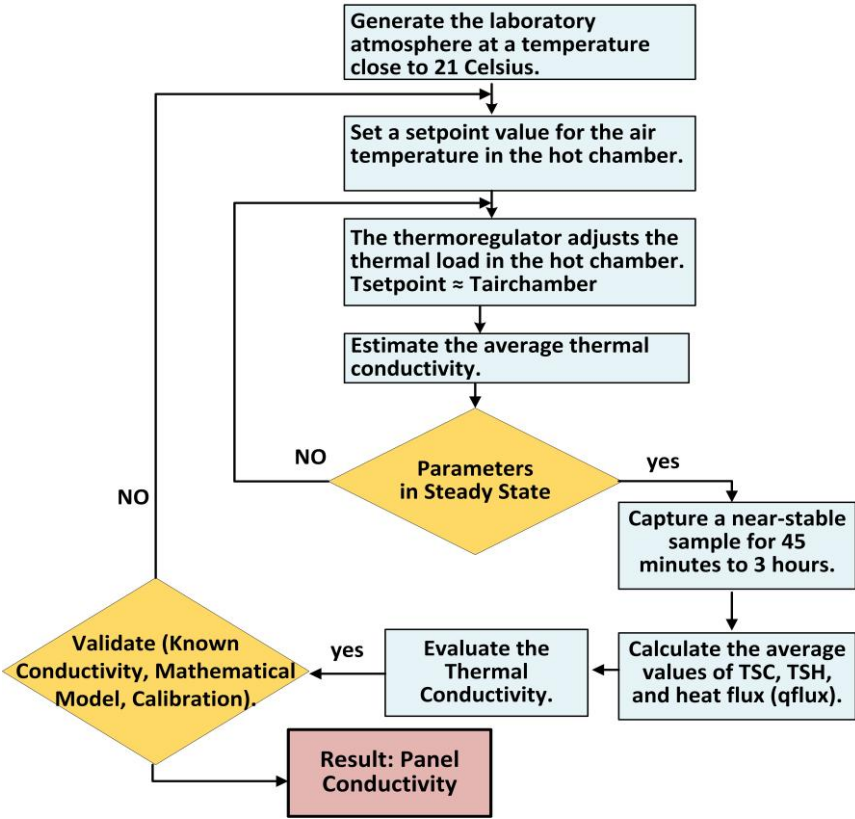 Generate the laboratory
atmosphere at a temperature
close to 21 Celsius.
Set a setpoint value for the air
temperature in the hot chamber.
The thermoregulator adjusts the
thermal load in the hot chamber.
Tsetpoint ≈ Tairchamber
Estimate the average thermal
conductivity.
Parameters
in Steady State
NO
yes
Capture a near-stable
sample for 45
minutes to 3 hours.
Calculate the average
values of TSC, TSH,
and heat flux (qflux).
Evaluate the
Thermal
Conductivity.
yes
Validate (Known
Conductivity, Mathematical
Model, Calibration).
NO
Result: Panel
Conductivity